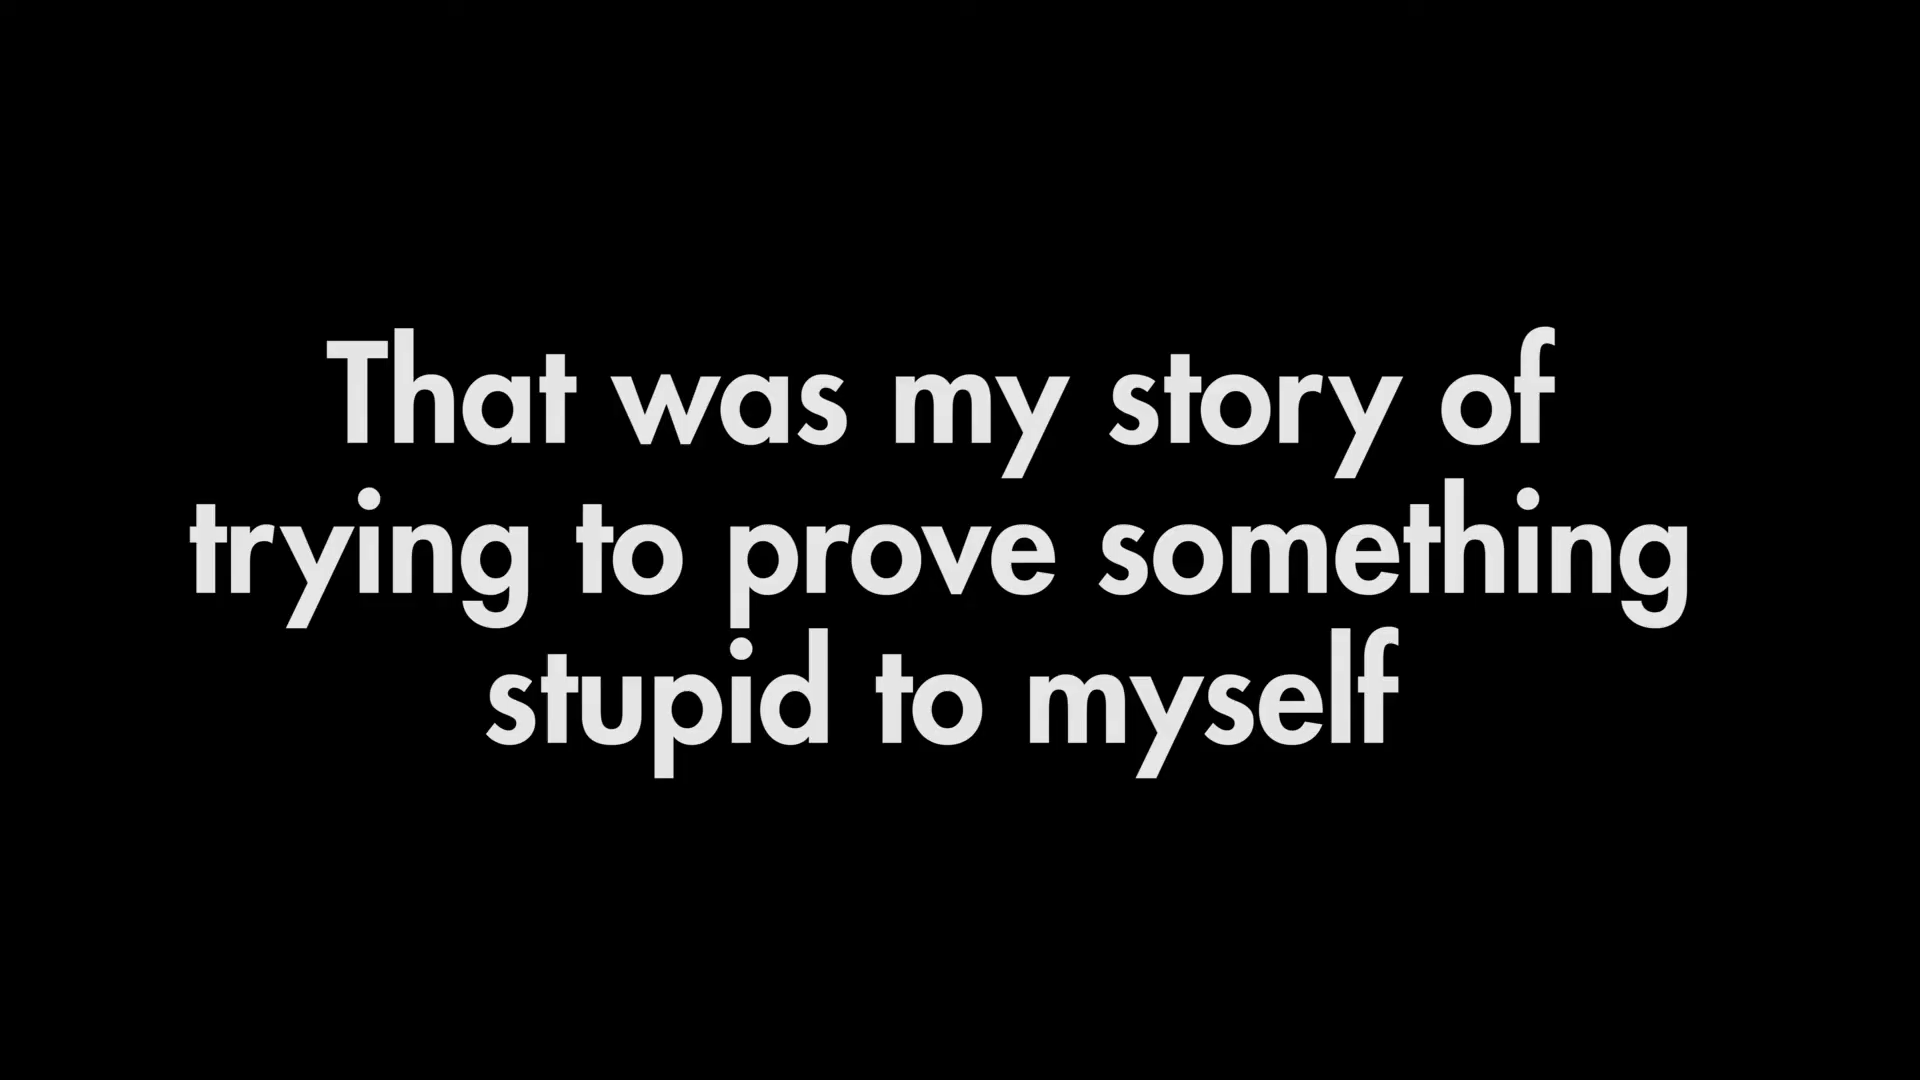 That was my story of
trying to prove something
stupid to myself